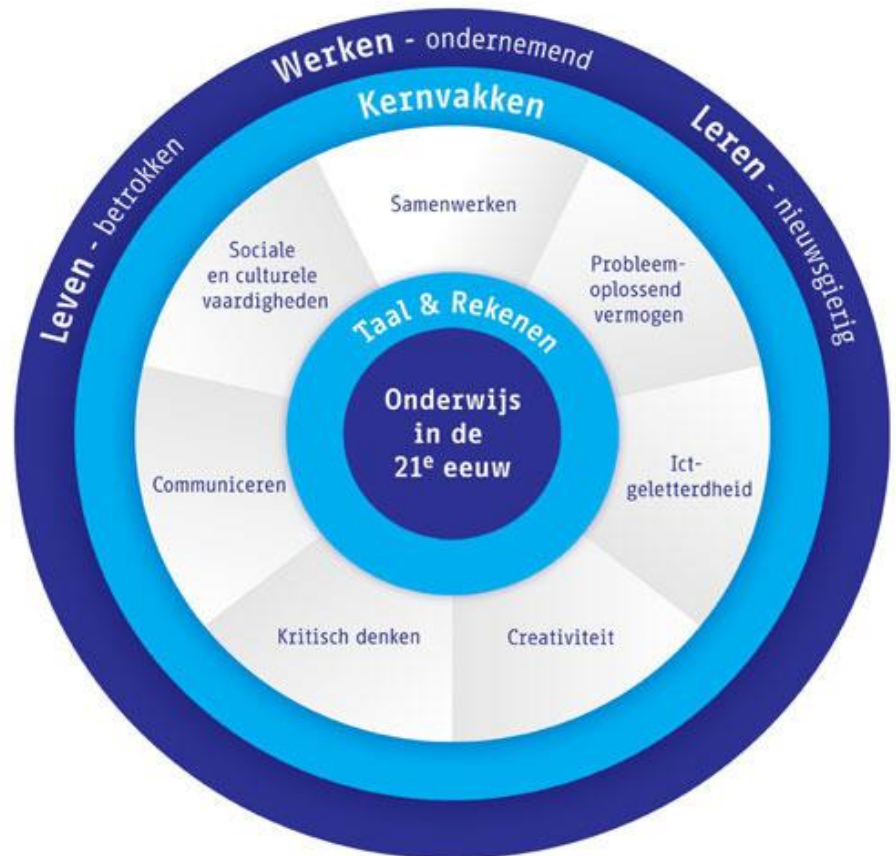 Werken - ondernemend
Leven - betrokken
Leren - nieuwsgierig
Kernvakken
Samenwerken
Sociale
en culturele
vaardigheden
Probleem-
oplossend
vermogen
Taal & Rekenen
Onderwijs
in de
21e eeuw
Communiceren
Ict-
geletterdheid
Kritisch denken
Creativiteit